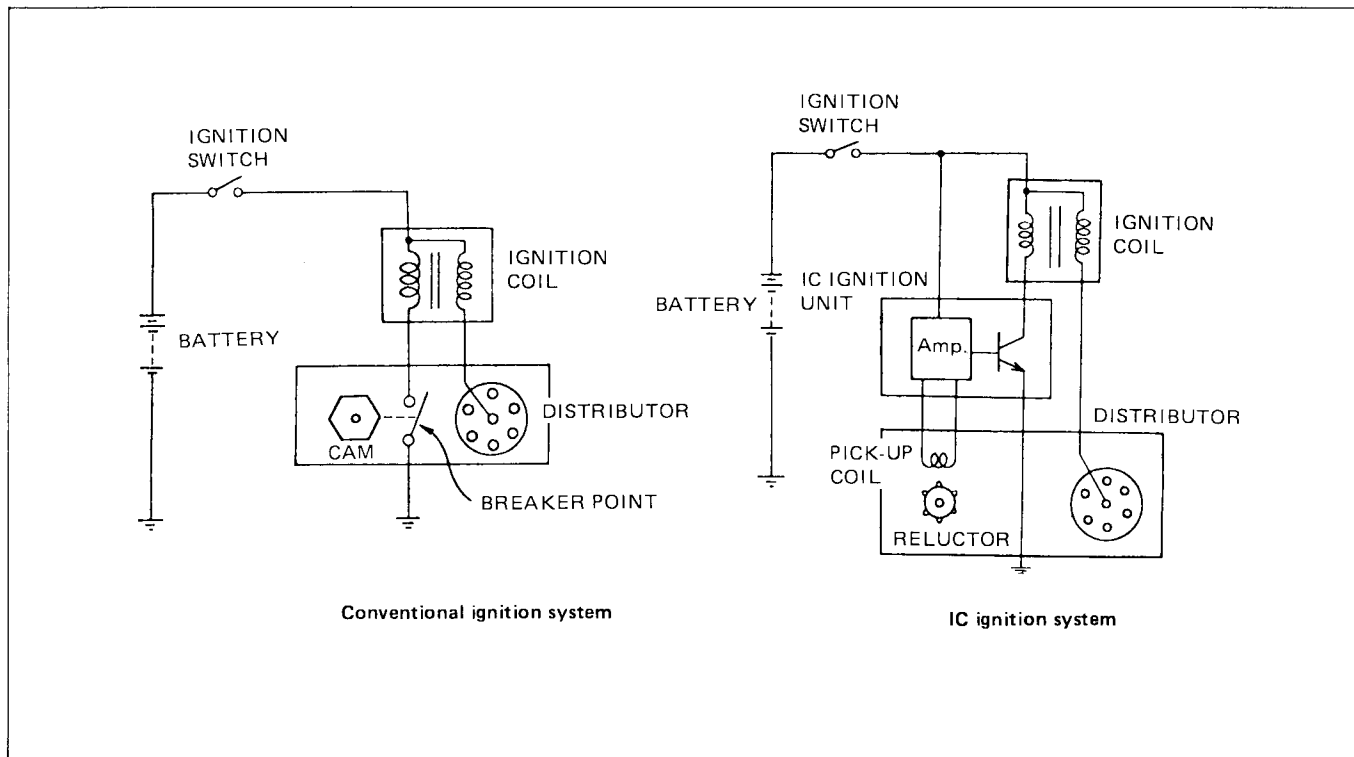 IGNITION
SWITCH
IGNITION
COIL
BATTERY
DISTRIBUTOR
CAM
BREAKER POINT
Conventional ignition system
IGNITION
SWITCH
IGNITION
COIL
BATTERY
IC IGNITION
UNIT
Amp.
DISTRIBUTOR
PICK-UP
COIL
RELUCTOR
IC ignition system